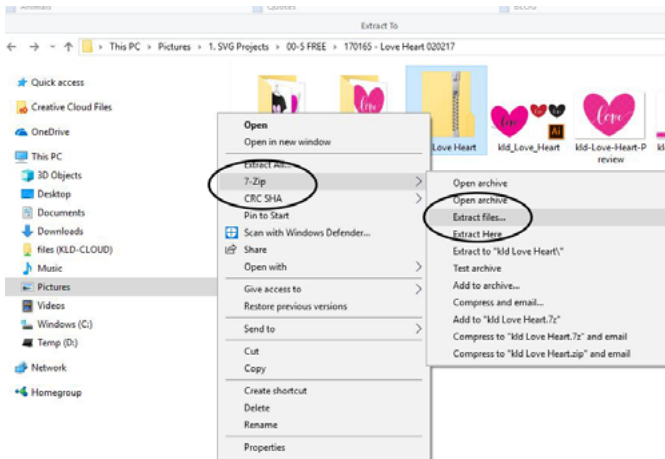 Animals
Quotes
BLOG
Extract To
This PC > Pictures > 1. SVG Projects > 00-5 FREE > 170165 - Love Heart 020217
Quick access
Creative Cloud Files
OneDrive
This PC
3D Objects
Desktop
Documents
Downloads
files (KLD-CLOUD)
Music
Pictures
Videos
Windows (C:)
Temp (D:)
Network
Homegroup
Love
Love Heart
kld_Love_Heart
Ai
Love
kld-Love-Heart-P
review
Open
Open in new window
Extract All...
7-Zip
CRC SHA
Pin to Start
Scan with Windows Defender...
Share
Open with
Give access to
Restore previous versions
Send to
Cut
Copy
Create shortcut
Delete
Rename
Properties
Open archive
Open archive
Extract files...
Extract Here
Extract to "kld Love Heart\"
Test archive
Add to archive...
Compress and email...
Add to "kld Love Heart.7z"
Compress to "kld Love Heart.7z" and email
Compress to "kld Love Heart.zip" and email